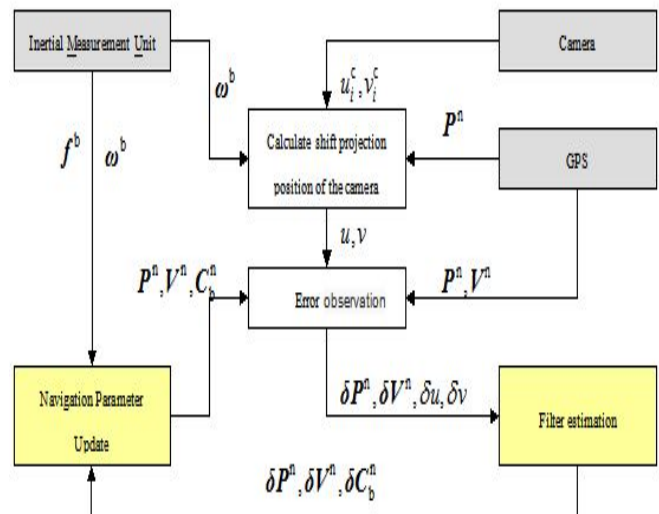 Inertial Measurement Unit
Camera
ω^b
u_i^c, v_i^c
P^n
f^b ω^b
Calculate shift projection
position of the camera
GPS
u, v
P^n, V^n, C_b^n
Error observation
P^n, V^n
Navigation Parameter
Update
δP^n, δV^n, δu, δv
Filter estimation
δP^n, δV^n, δC_b^n